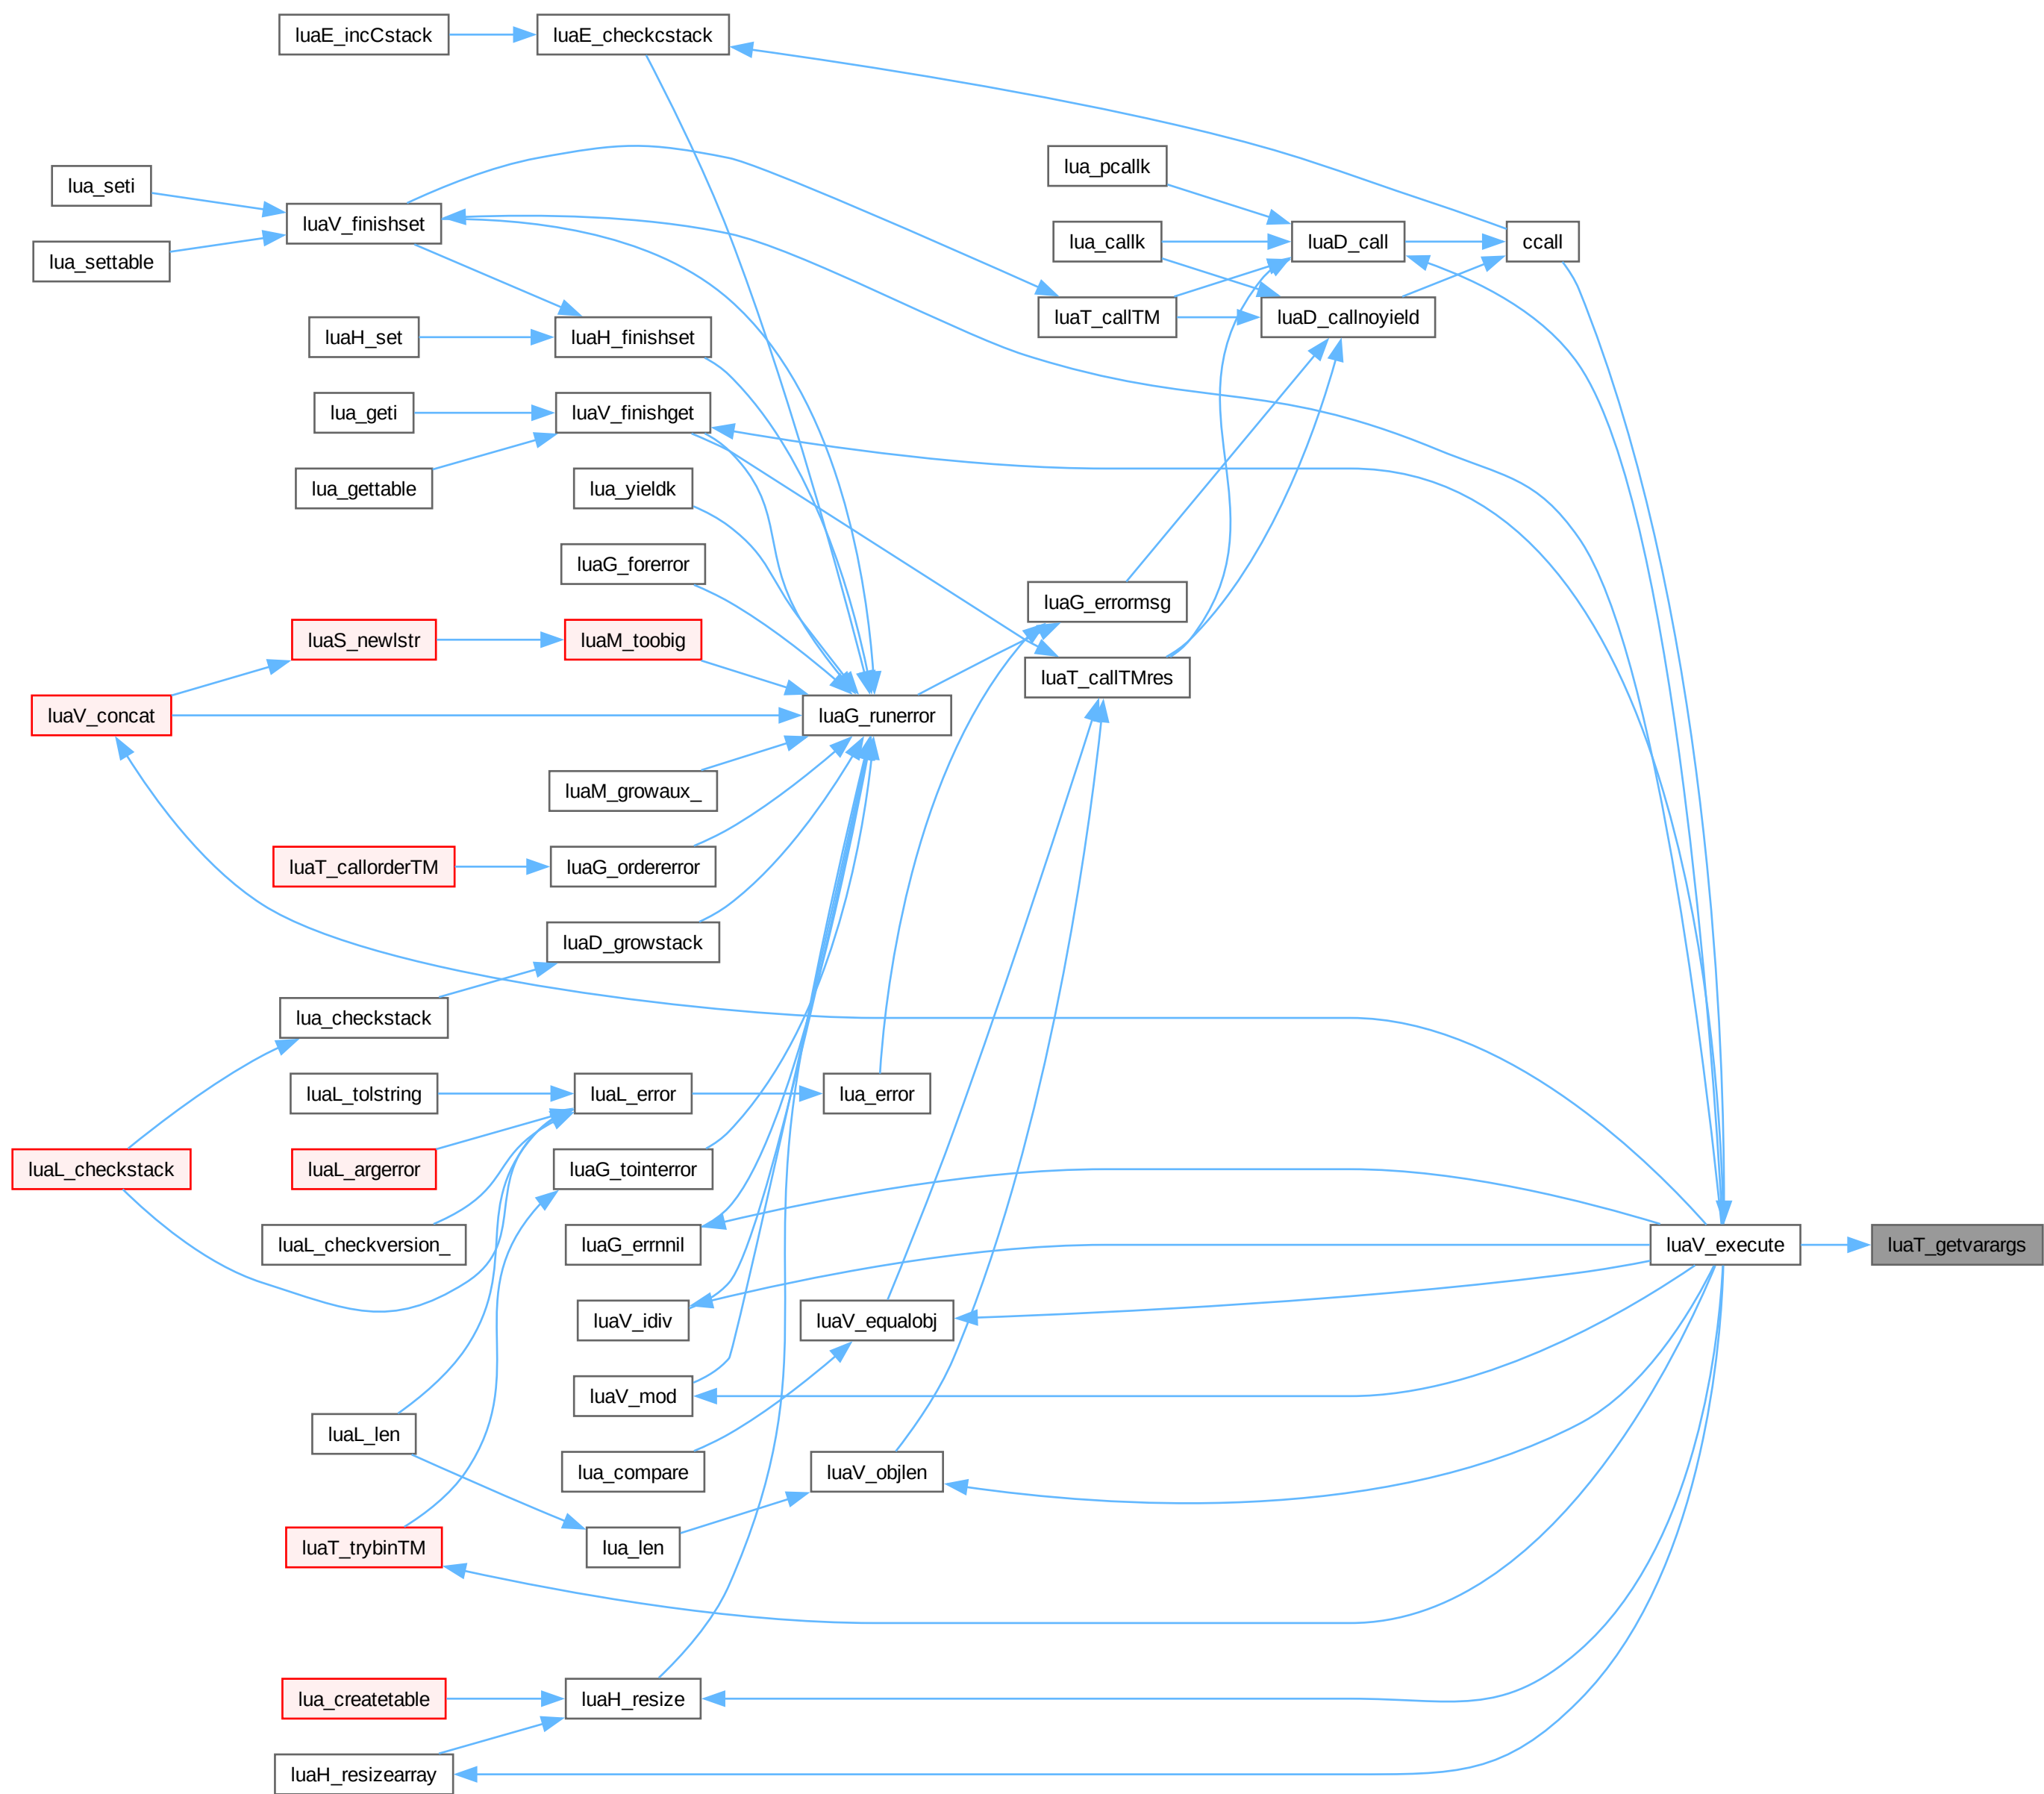 luaE_incCstack
luaE_checkcstack
lua_pcallk
lua_seti
luaV_finishset
lua_callk
luaD_call
ccall
lua_settable
luaT_callTM
luaD_callnoyield
luaH_set
luaH_finishset
lua_geti
luaV_finishget
lua_gettable
lua_yieldk
luaG_forerror
luaG_errormsg
luaS_newlstr
luaM_toobig
luaT_callTMres
luaV_concat
luaG_runerror
luaM_growaux_
luaT_callorderTM
luaG_ordererror
luaD_growstack
lua_checkstack
luaL_tolstring
luaL_error
lua_error
luaL_checkstack
luaL_argerror
luaG_tointerror
luaL_checkversion_
luaG_errnnil
luaV_execute
luaT_getvarargs
luaV_idiv
luaV_equalobj
luaV_mod
luaL_len
lua_compare
luaV_objlen
luaT_trybinTM
lua_len
lua_createtable
luaH_resize
luaH_resizearray